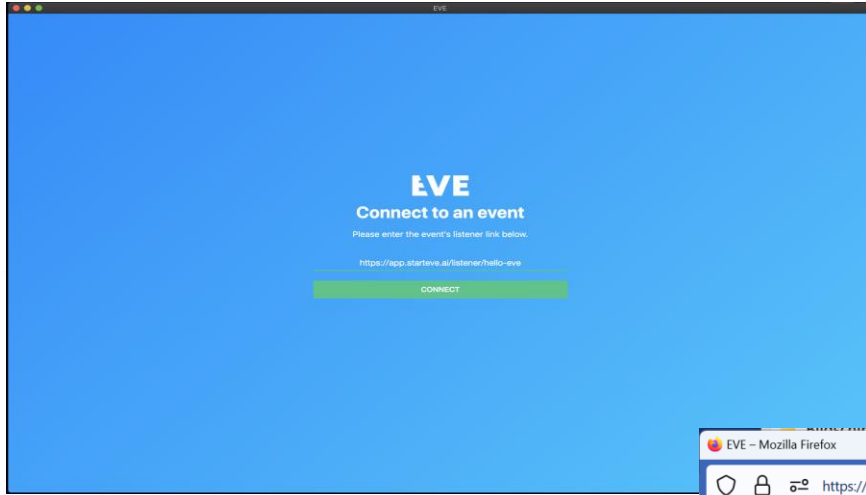 EVE
EVE
Connect to an event
Please enter the event's listener link below.
https://app.starteve.ai/listener/hello-eve
CONNECT
EVE – Mozilla Firefox
https://